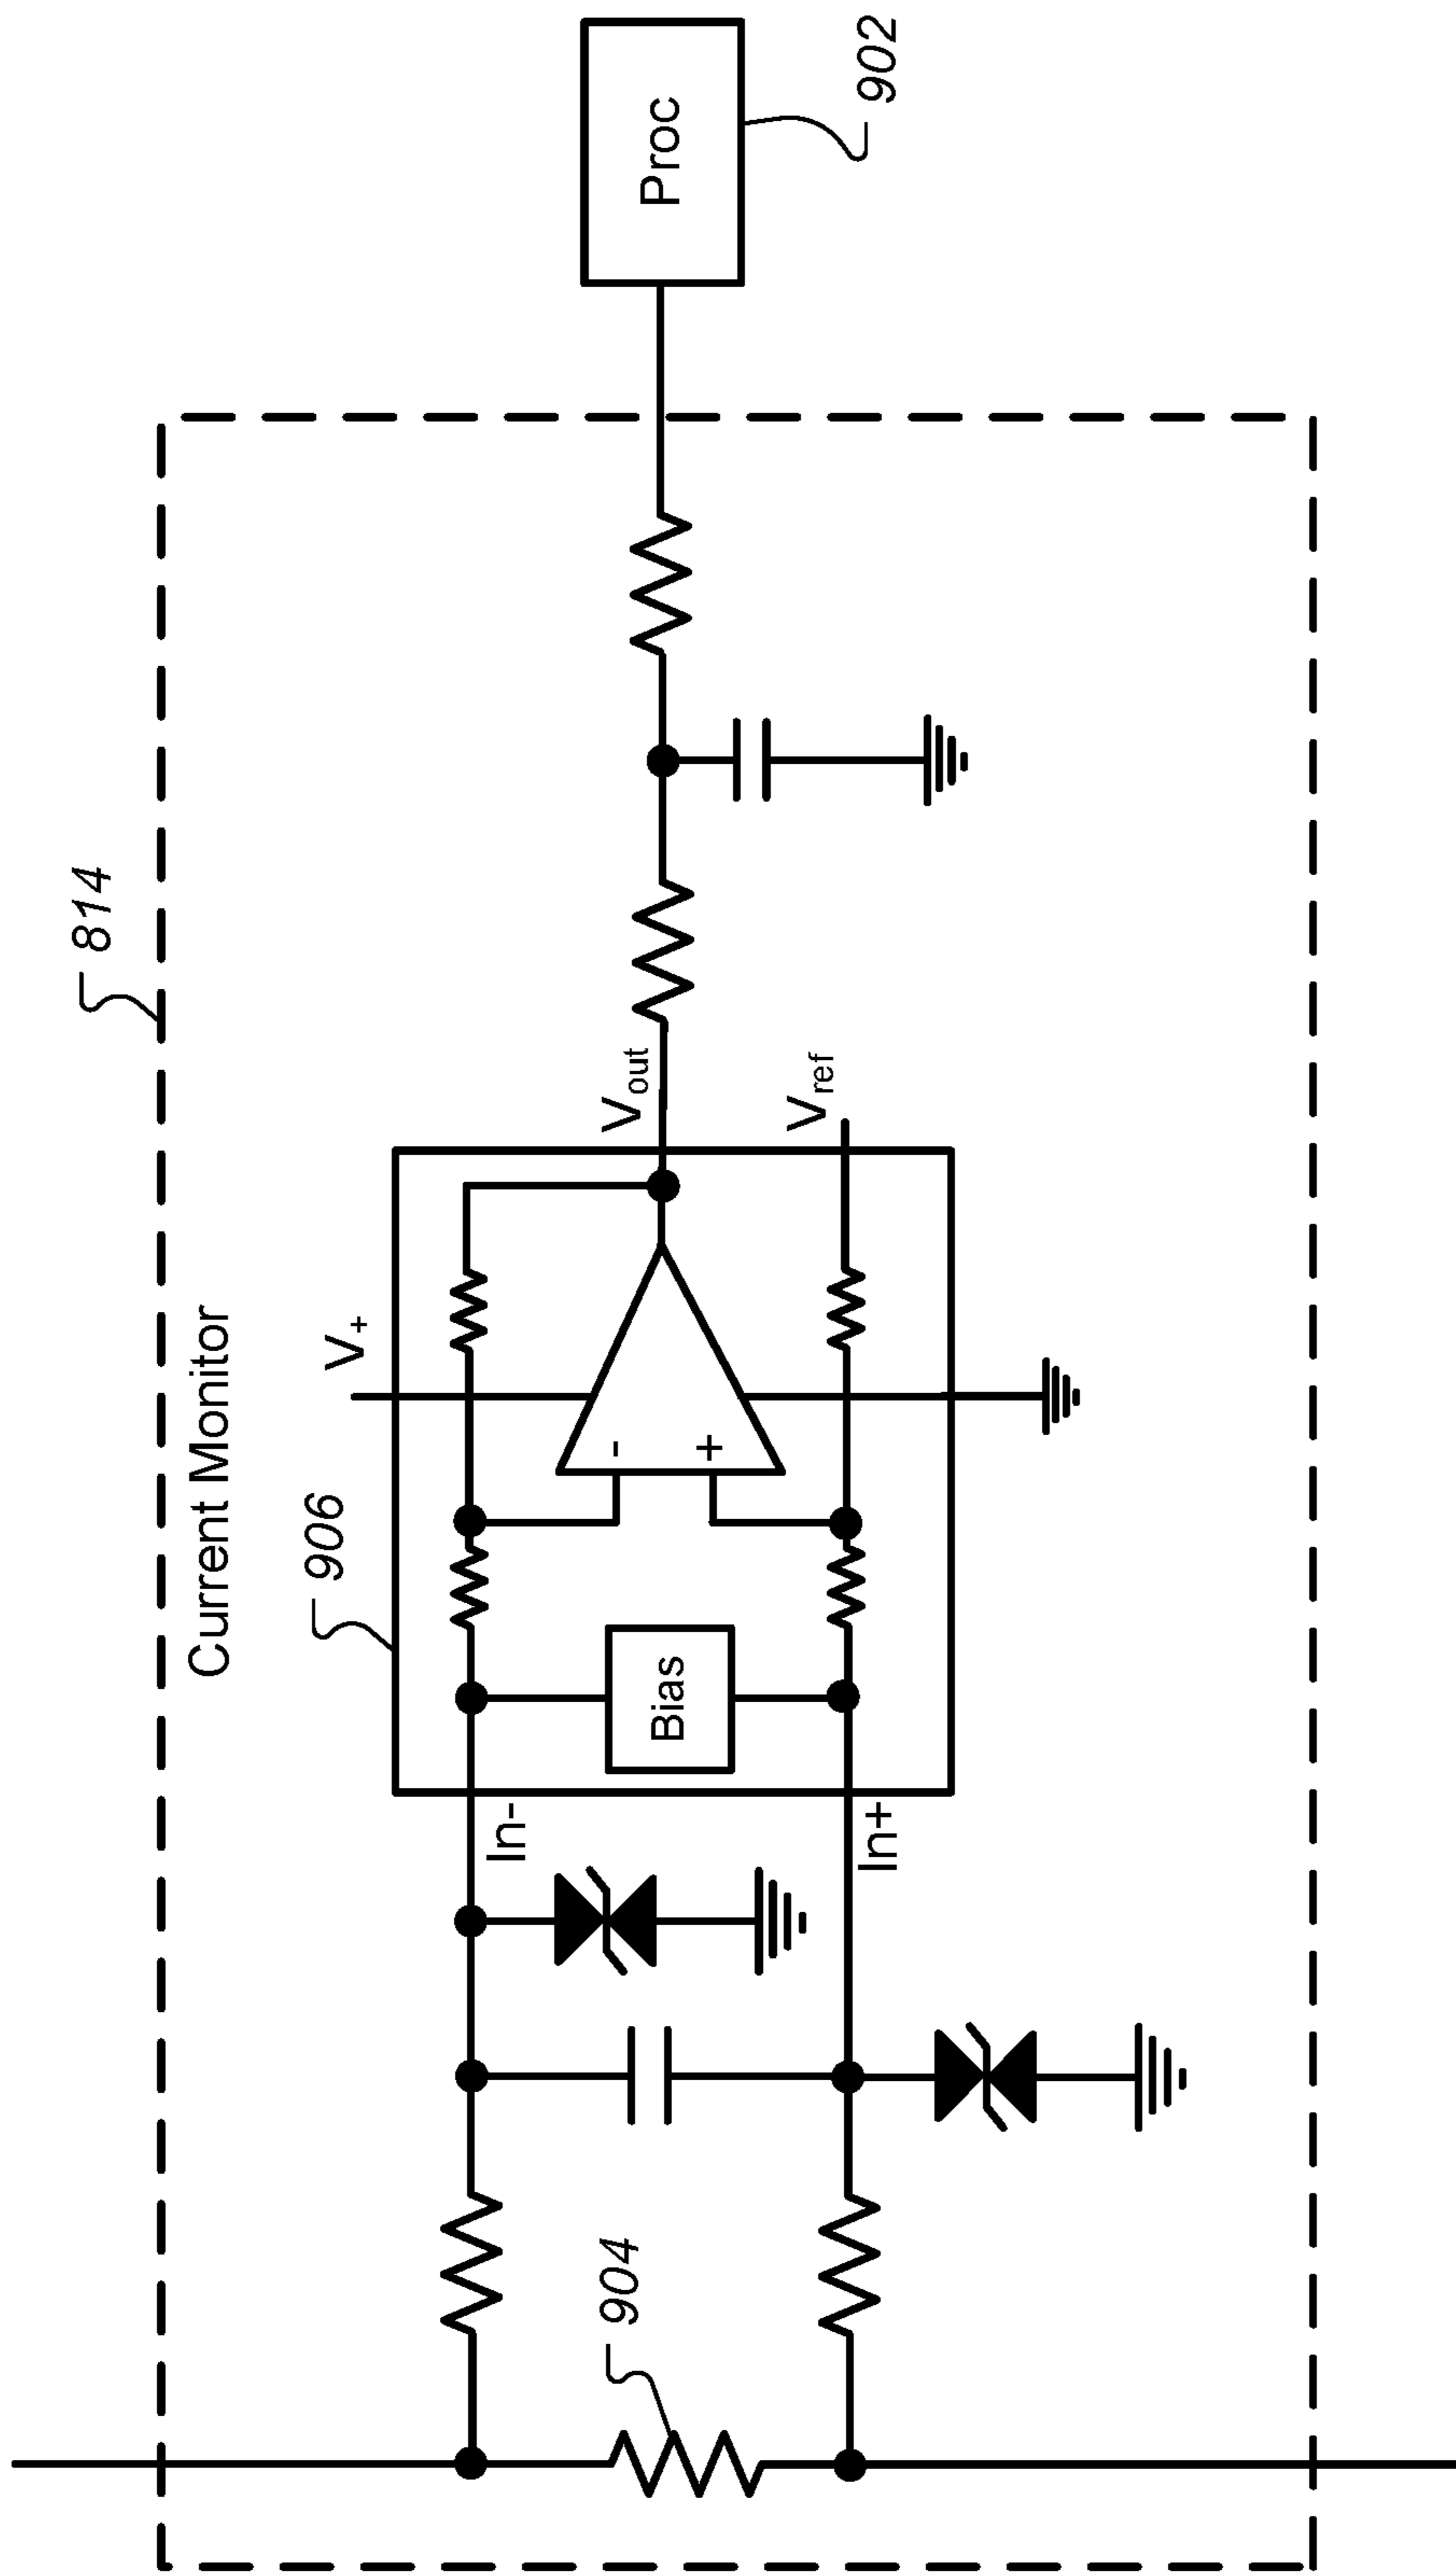 814
Current Monitor
904
In-
In+
906
Bias
-
+
V+
Vout
Vref
Proc
902